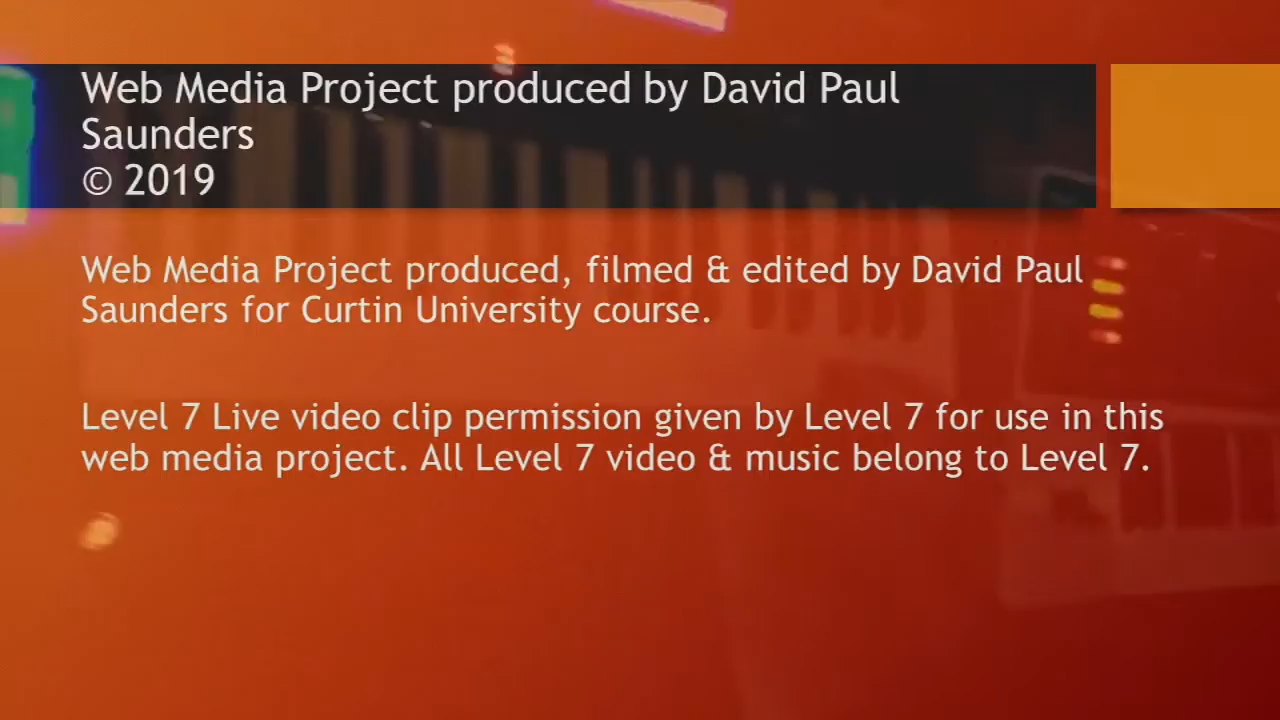 Web Media Project produced by David Paul
Saunders
© 2019
Web Media Project produced, filmed & edited by David Paul
Saunders for Curtin University course.
Level 7 Live video clip permission given by Level 7 for use in this
web media project. All Level 7 video & music belong to Level 7.